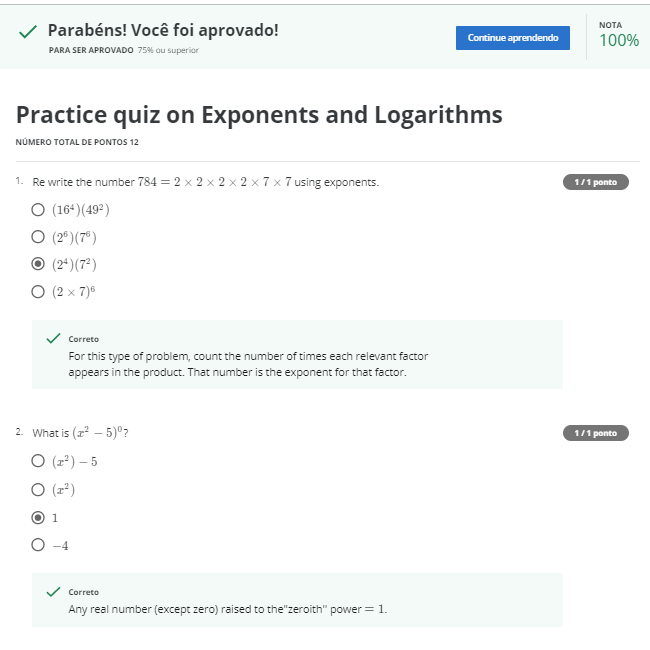 Parabéns! Você foi aprovado!
PARA SER APROVADO 75% ou superior
Continue aprendendo
NOTA
100%
Practice quiz on Exponents and Logarithms
NÚMERO TOTAL DE PONTOS 12
1. Re write the number 784 = 2 × 2 × 2 × 2 × 7 × 7 using exponents.
1 / 1 ponto
(16⁴)(49²)
(2⁶)(7⁶)
(2⁴)(7²)
(2 × 7)⁶
Correto
For this type of problem, count the number of times each relevant factor
appears in the product. That number is the exponent for that factor.
2. What is (x² − 5)⁰?
1 / 1 ponto
(x²) − 5
(x²)
1
−4
Correto
Any real number (except zero) raised to the"zeroith" power = 1.